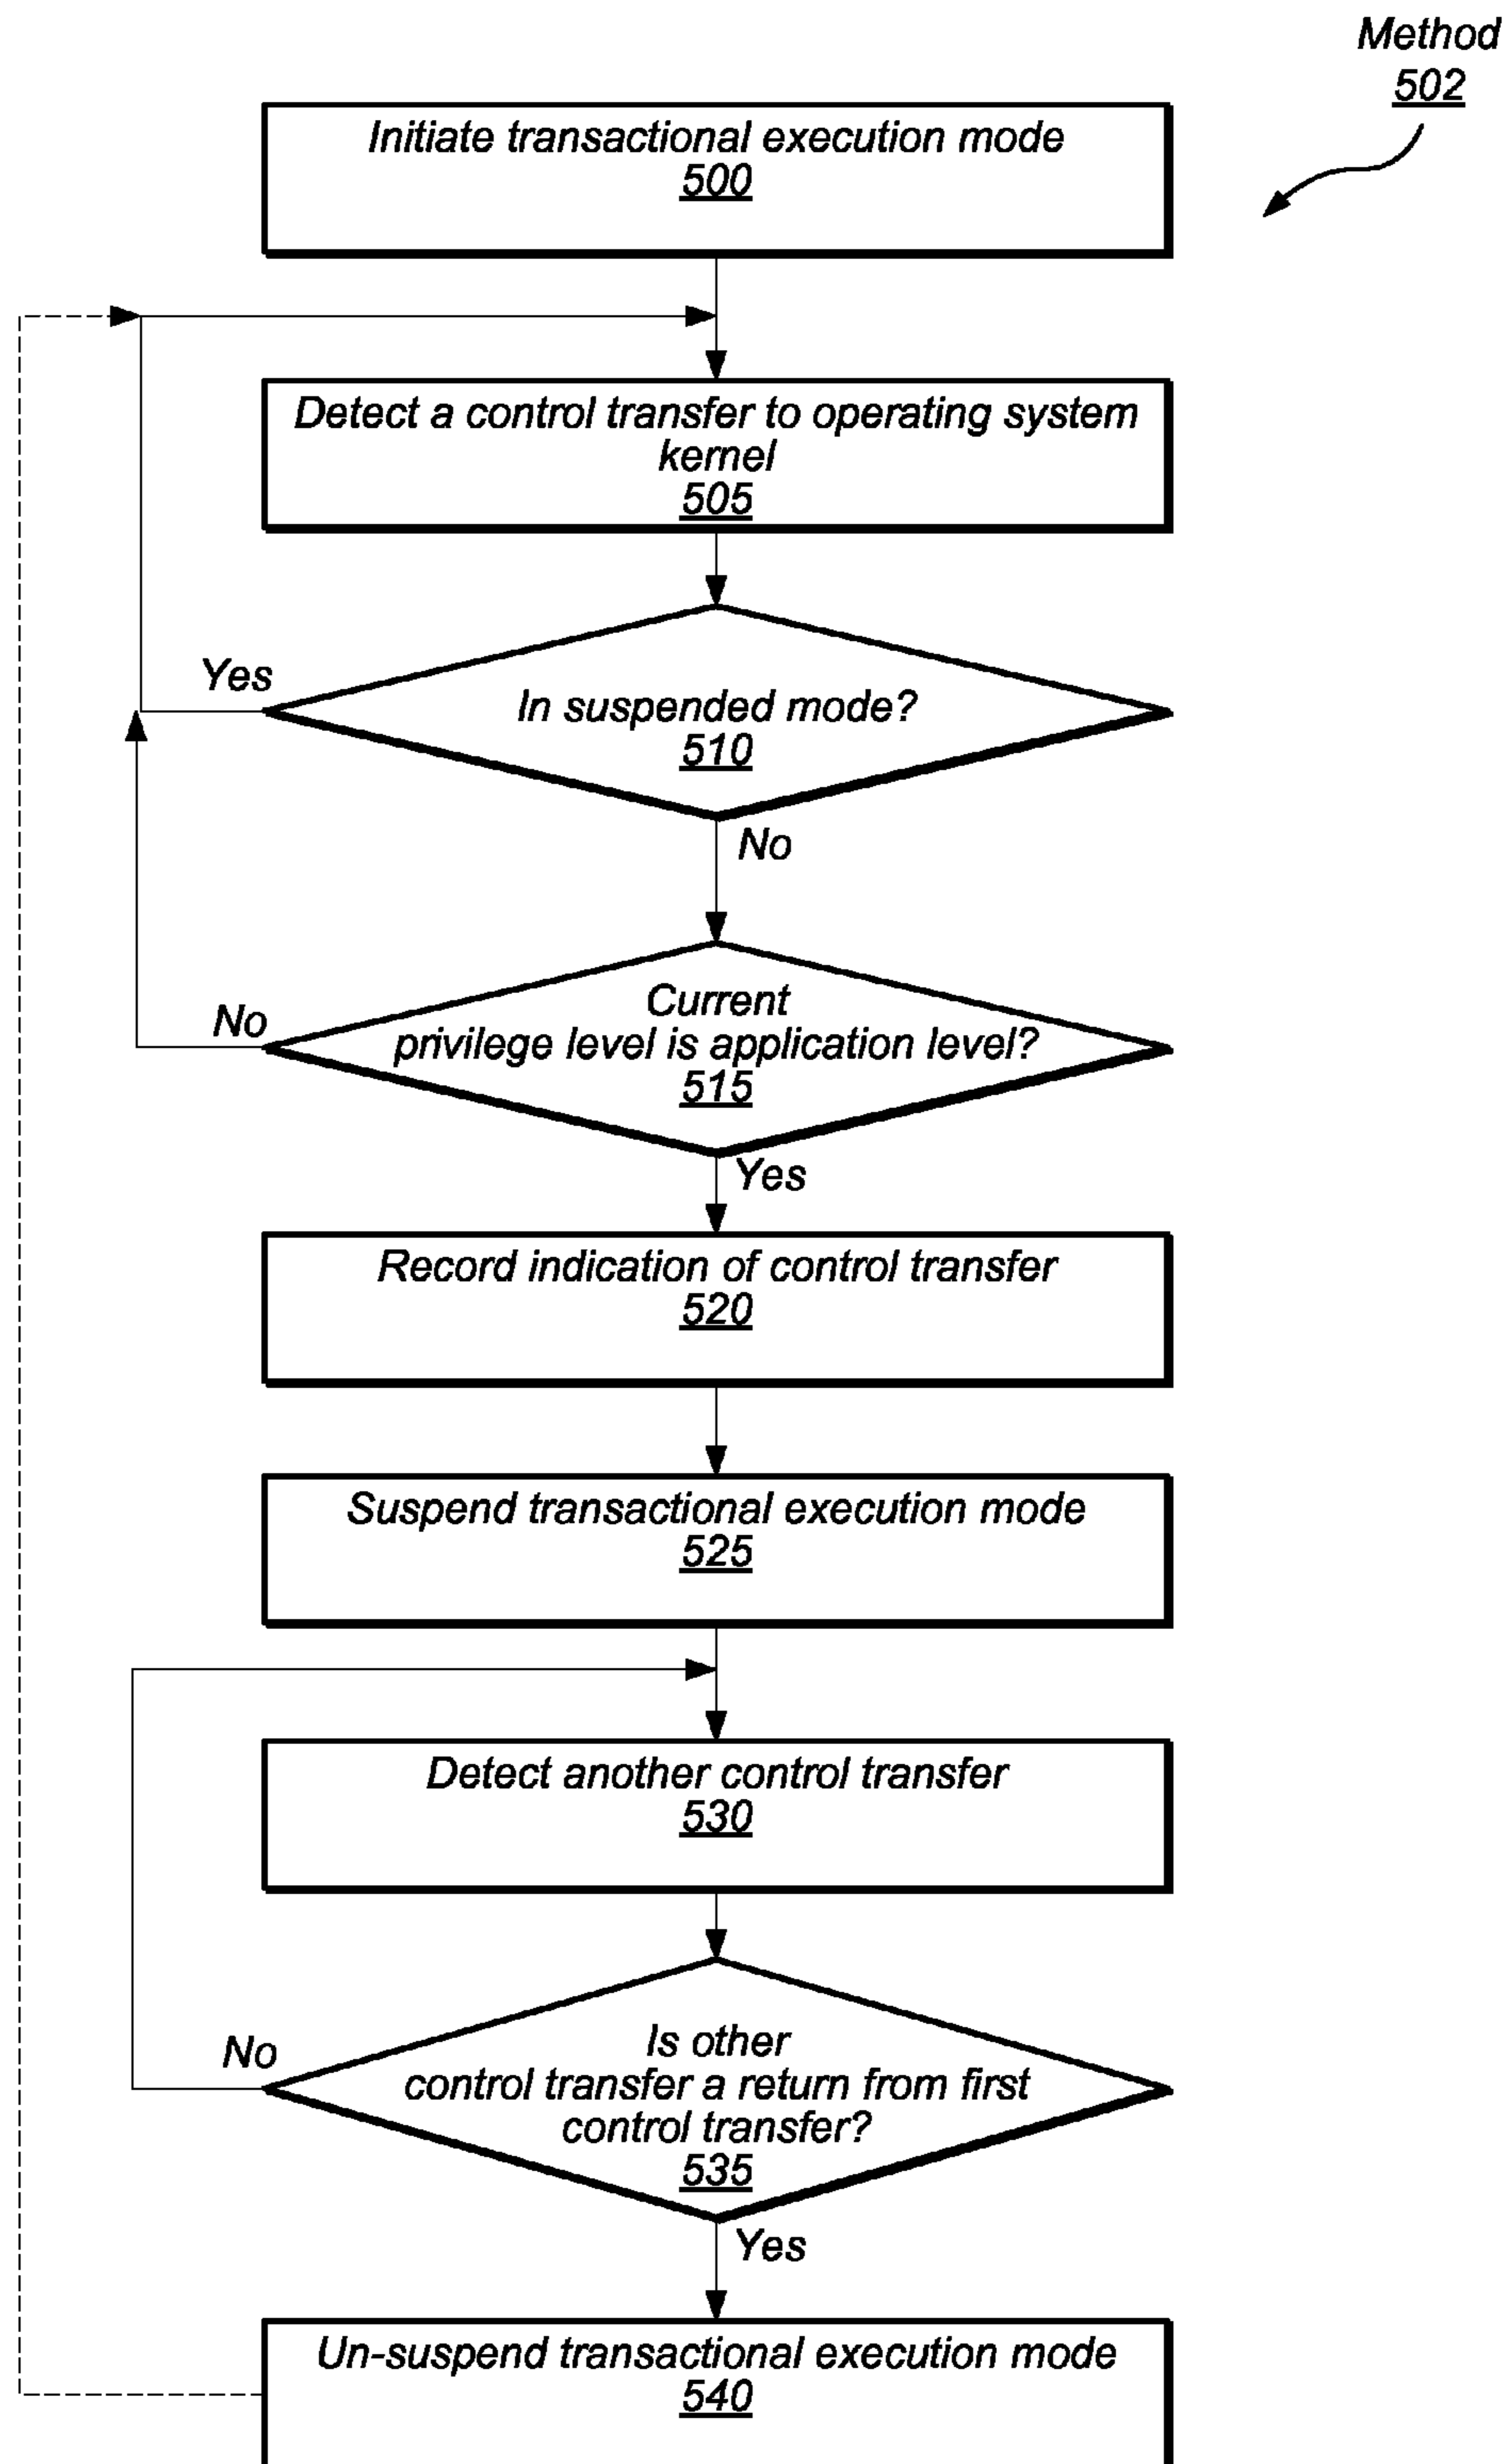 Method
502
Initiate transactional execution mode
500
Detect a control transfer to operating system
kernel
505
Yes
In suspended mode?
510
No
No
Current
privilege level is application level?
515
Yes
Record indication of control transfer
520
Suspend transactional execution mode
525
Detect another control transfer
530
No
Is other
control transfer a return from first
control transfer?
535
Yes
Un-suspend transactional execution mode
540